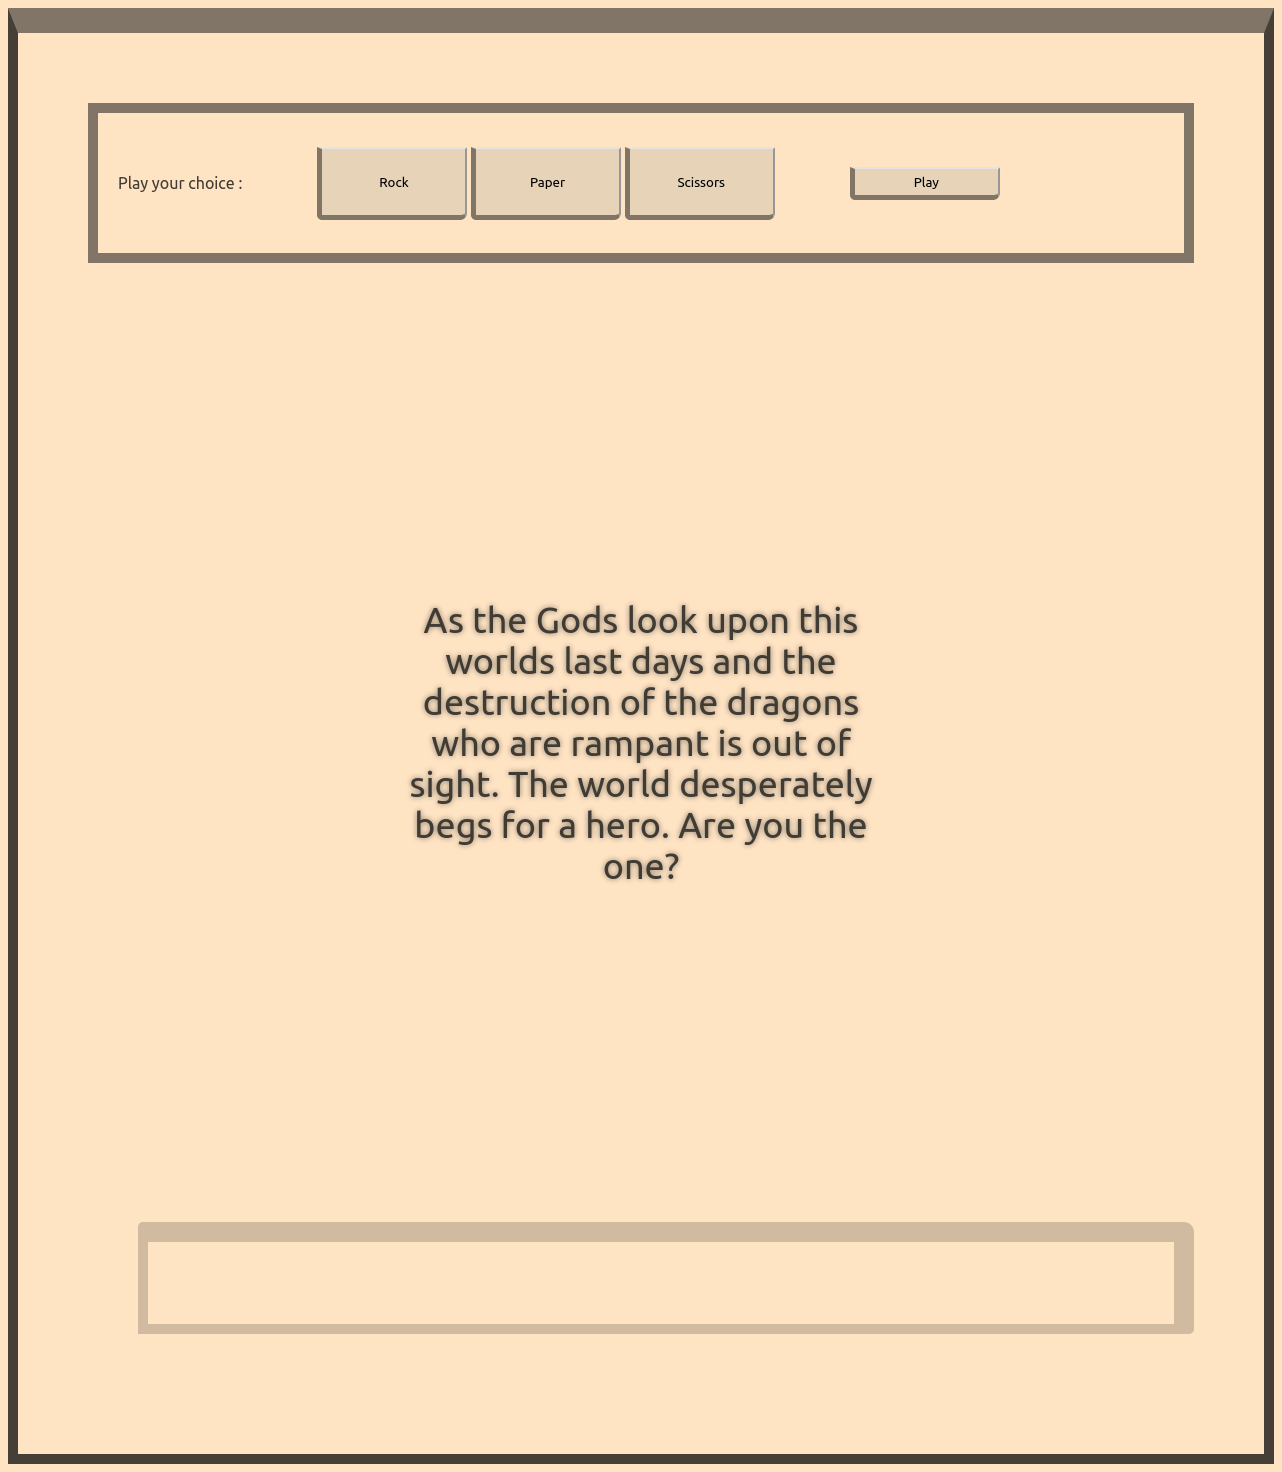 Play your choice : Rock Paper Scissors Play
As the Gods look upon this
worlds last days and the
destruction of the dragons
who are rampant is out of
sight. The world desperately
begs for a hero. Are you the
one?